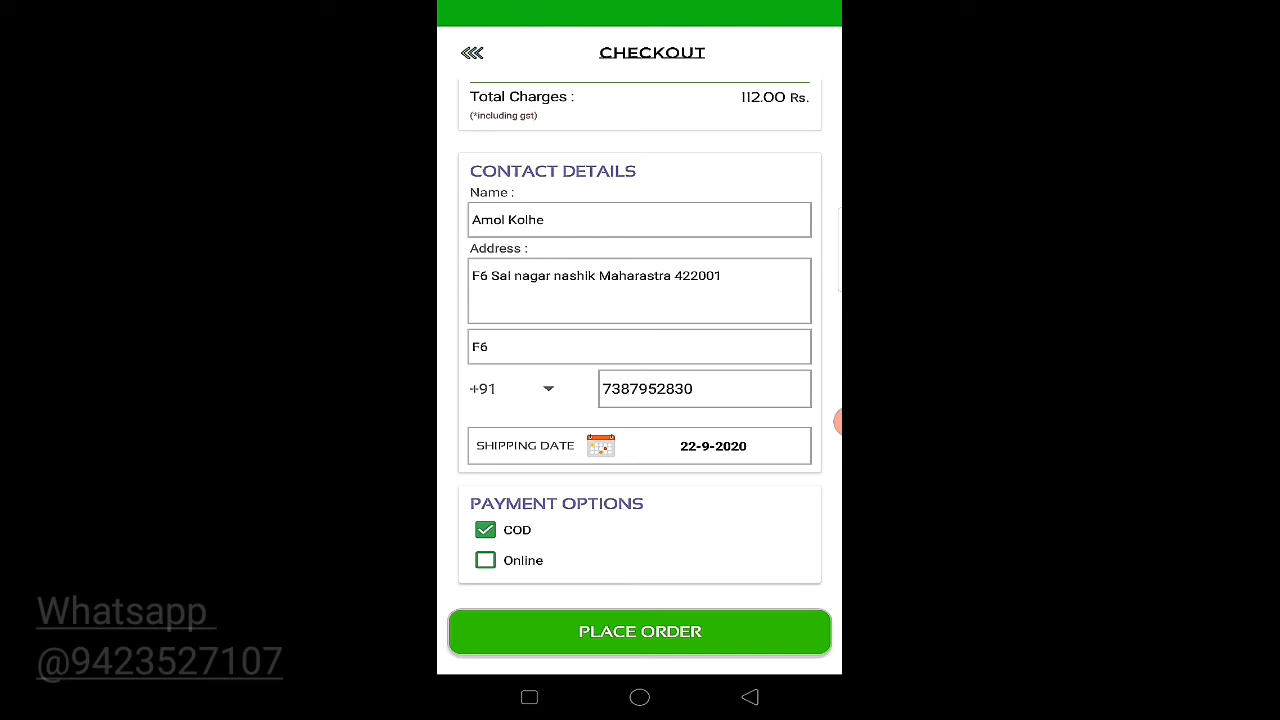 CHECKOUT
Total Charges :
112.00 Rs.
(*including gst)
CONTACT DETAILS
Name :
Amol Kolhe
Address :
F6 Sai nagar nashik Maharastra 422001
F6
+91
7387952830
SHIPPING DATE
22-9-2020
PAYMENT OPTIONS
COD
Online
PLACE ORDER
Whatsapp
@9423527107